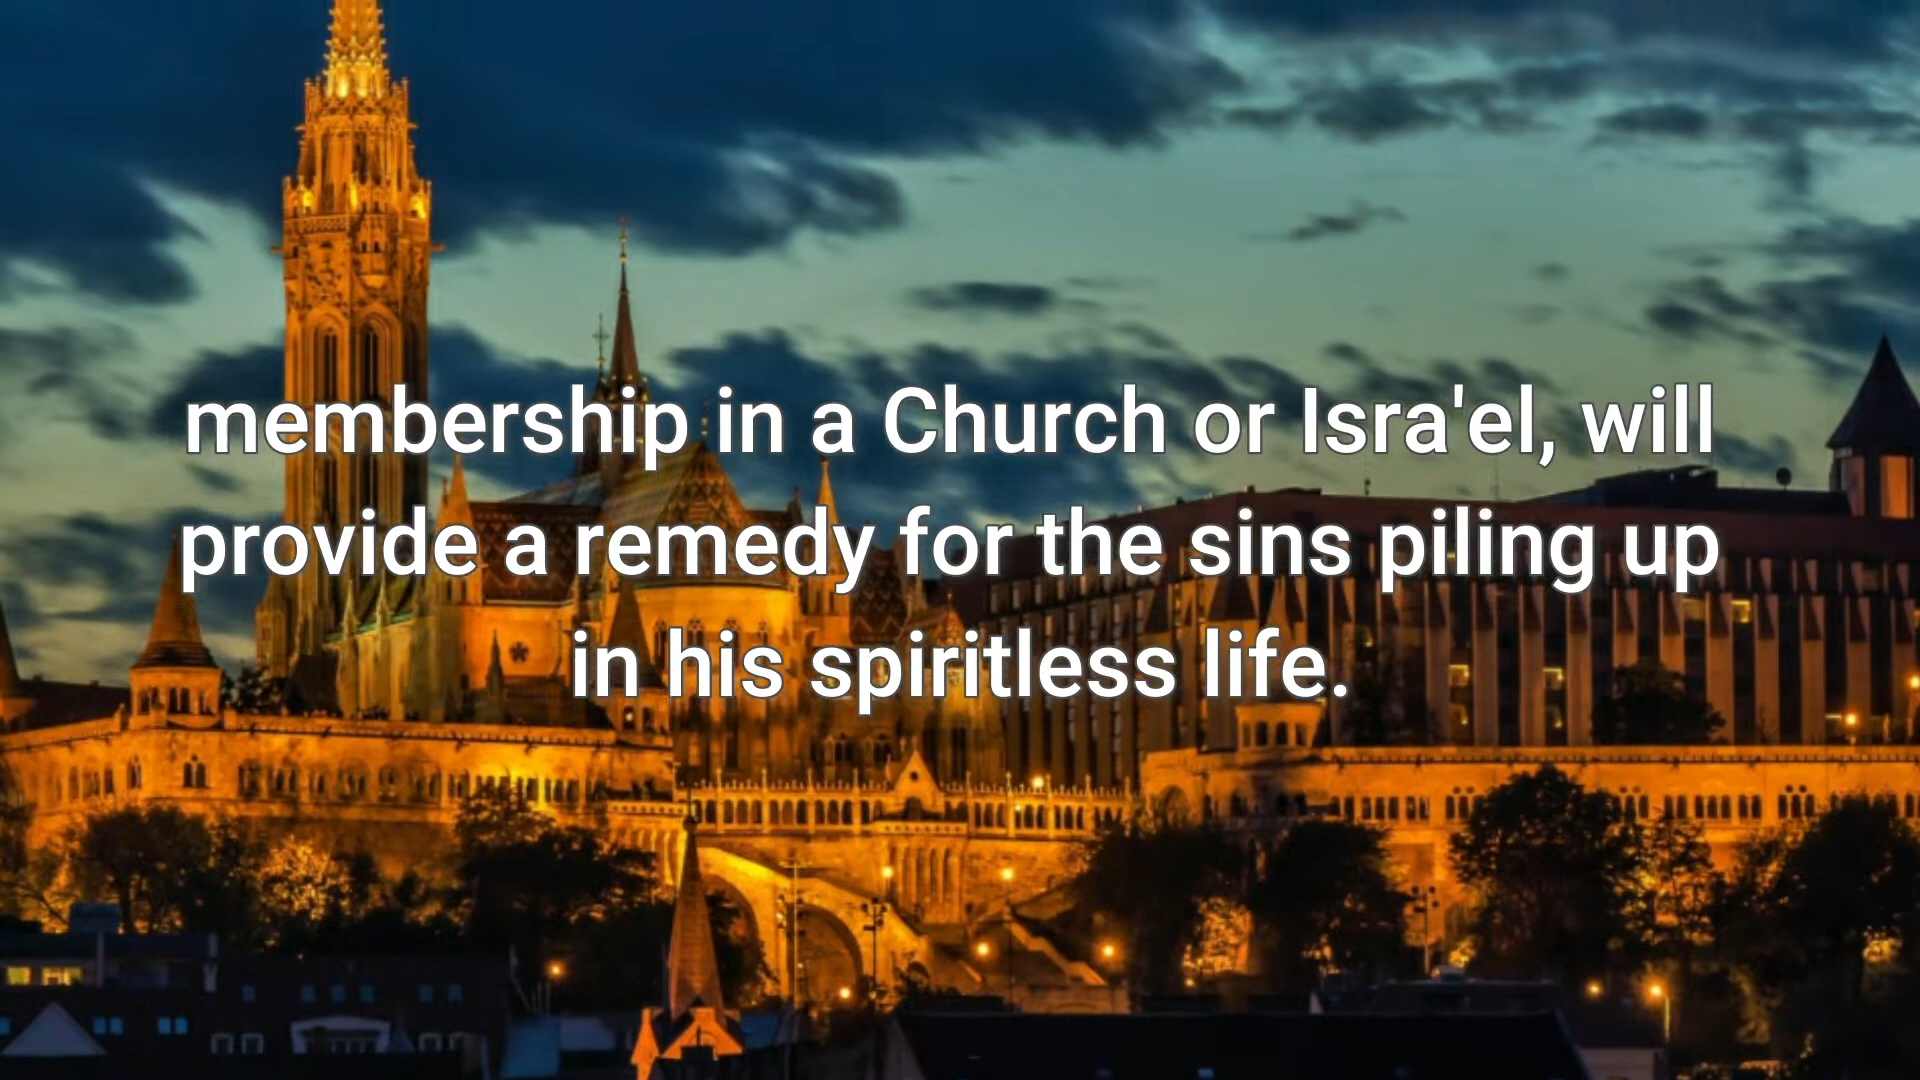 membership in a Church or Isra'el, will
provide a remedy for the sins piling up
in his spiritless life.